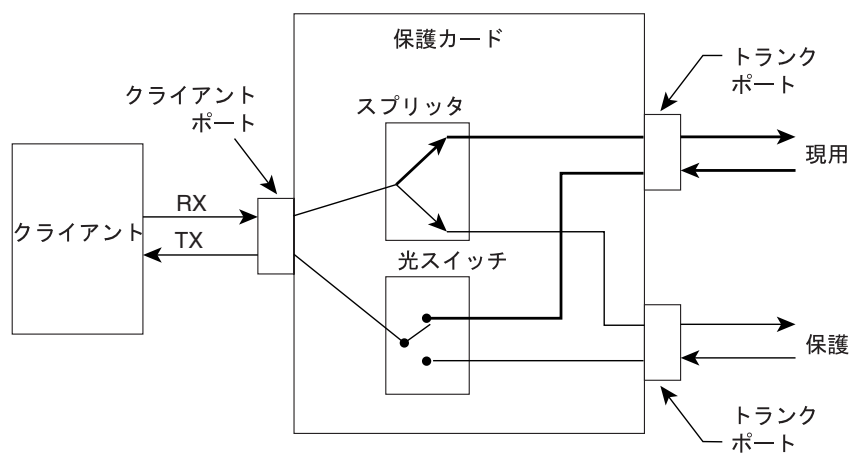 保護カード
トランク
ポート
クライアント
ポート
スプリッタ
現用
RX
クライアント
TX
光スイッチ
保護
トランク
ポート